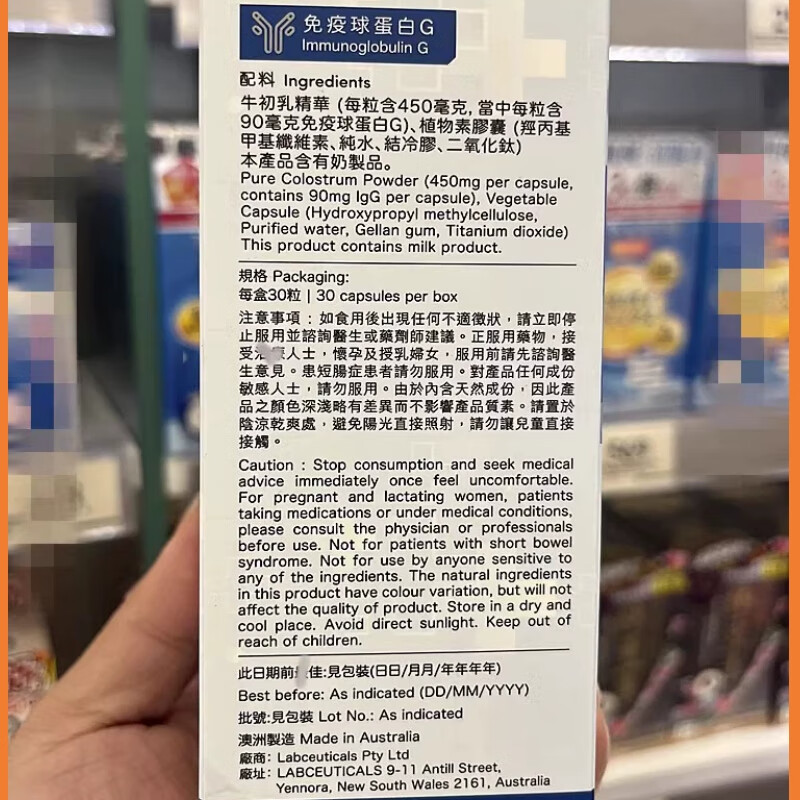 免疫球蛋白G
Immunoglobulin G
配料 Ingredients
牛初乳精華 (每粒含450毫克, 當中每粒含
90毫克免疫球蛋白G)、植物素膠囊 (羥丙基
甲基纖維素、純水、結冷膠、二氧化鈦)
本產品含有奶製品。
Pure Colostrum Powder (450mg per capsule,
contains 90mg IgG per capsule), Vegetable
Capsule (Hydroxypropyl methylcellulose,
Purified water, Gellan gum, Titanium dioxide)
This product contains milk product.
規格 Packaging:
每盒30粒 | 30 capsules per box
注意事項：如食用後出現任何不適徵狀，請立即停
止服用並諮詢醫生或藥劑師建議。正服用藥物，接
受治療人士，懷孕及授乳婦女，服用前請先諮詢醫
生意見。患短腸症患者請勿服用。對產品任何成份
敏感人士，請勿服用。由於內含天然成份，因此產
品之顏色深淺略有差異而不影響產品質素。請置於
陰涼乾爽處，避免陽光直接照射，請勿讓兒童直接
接觸。
Caution : Stop consumption and seek medical
advice immediately once feel uncomfortable.
For pregnant and lactating women, patients
taking medications or under medical conditions,
please consult the physician or professionals
before use. Not for patients with short bowel
syndrome. Not for use by anyone sensitive to
any of the ingredients. The natural ingredients
in this product have colour variation, but will not
affect the quality of product. Store in a dry and
cool place. Avoid direct sunlight. Keep out of
reach of children.
此日期前最佳:見包裝(日日/月月/年年年年)
Best before: As indicated (DD/MM/YYYY)
批號:見包裝 Lot No.: As indicated
澳洲製造 Made in Australia
廠商: Labceuticals Pty Ltd
廠址: LABCEUTICALS 9-11 Antill Street,
Yennora, New South Wales 2161, Australia